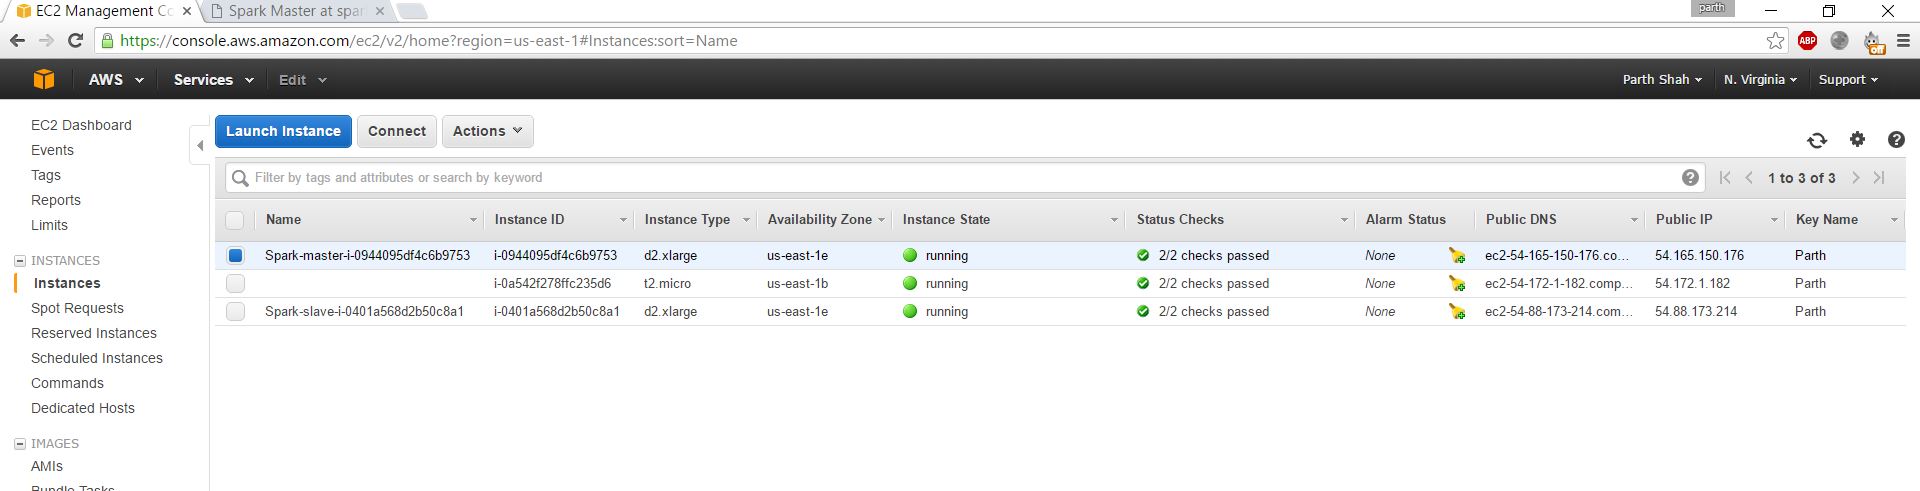 EC2 Management Co
Spark Master at spar
parth
https://console.aws.amazon.com/ec2/v2/home?region=us-east-1#Instances:sort=Name
ABP
Off
AWS Services Edit Parth Shah N. Virginia Support
EC2 Dashboard
Events
Tags
Reports
Limits
INSTANCES
Instances
Spot Requests
Reserved Instances
Scheduled Instances
Commands
Dedicated Hosts
IMAGES
AMIs
Bundle Tasks
Launch Instance Connect Actions
Filter by tags and attributes or search by keyword
1 to 3 of 3
Name Instance ID Instance Type Availability Zone Instance State Status Checks Alarm Status Public DNS Public IP Key Name
Spark-master-i-0944095df4c6b9753 i-0944095df4c6b9753 d2.xlarge us-east-1e running 2/2 checks passed None ec2-54-165-150-176.co... 54.165.150.176 Parth
i-0a542f278ffc235d6 t2.micro us-east-1b running 2/2 checks passed None ec2-54-172-1-182.comp... 54.172.1.182 Parth
Spark-slave-i-0401a568d2b50c8a1 i-0401a568d2b50c8a1 d2.xlarge us-east-1e running 2/2 checks passed None ec2-54-88-173-214.com... 54.88.173.214 Parth